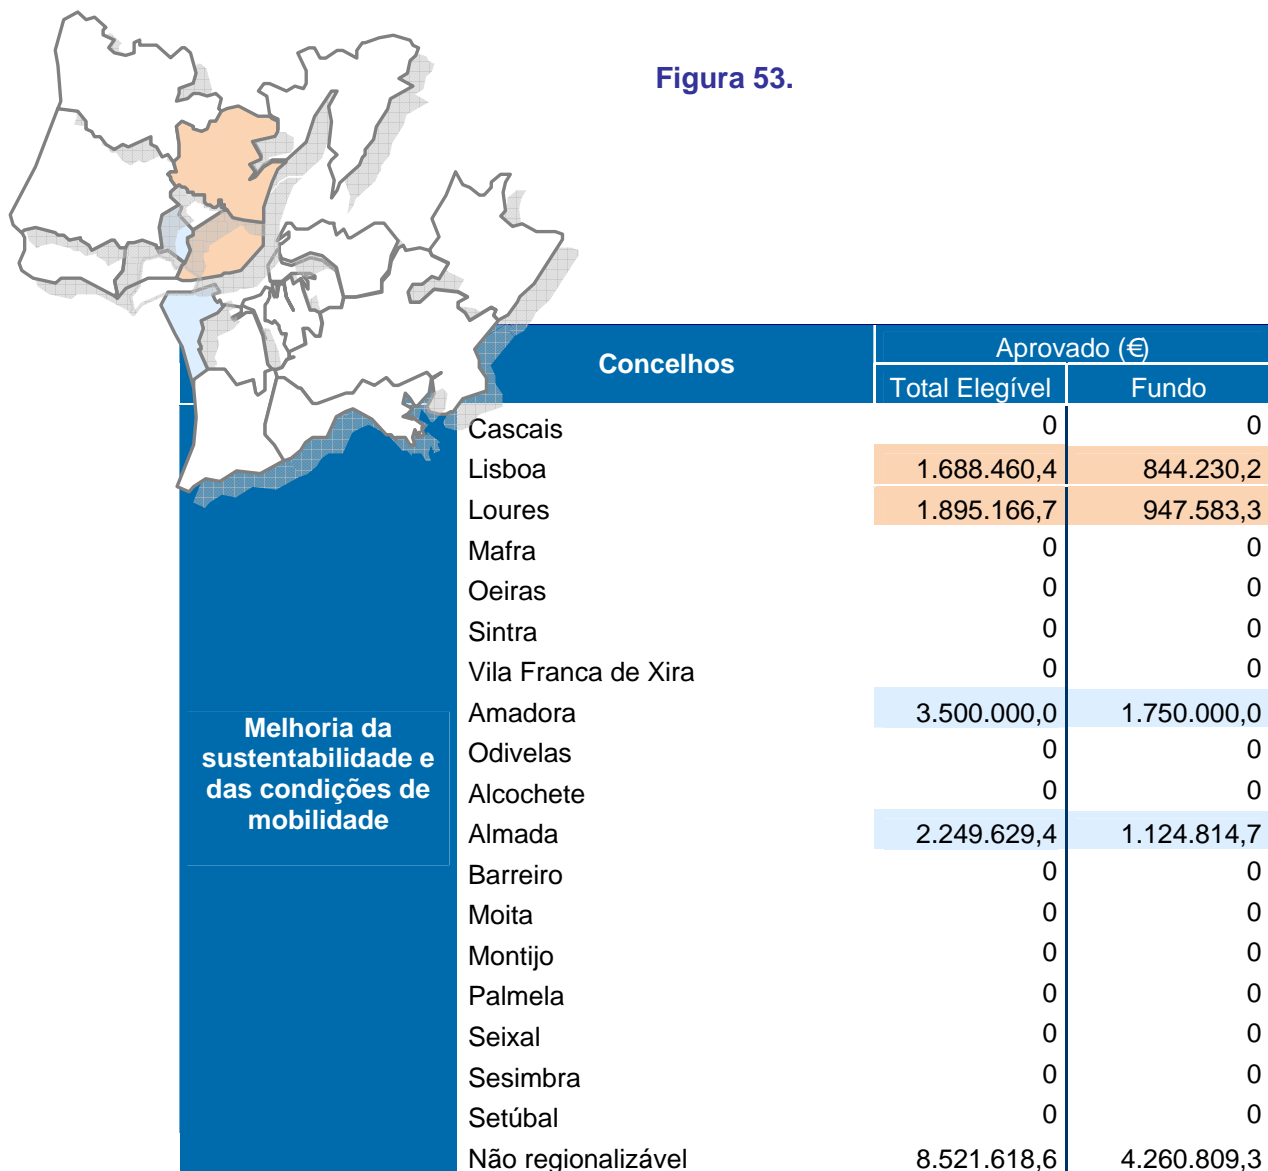 Figura 53.
Concelhos
Aprovado (€)
Total Elegível Fundo
Melhoria da
sustentabilidade e
das condições de
mobilidade
Cascais 0 0
Lisboa 1.688.460,4 844.230,2
Loures 1.895.166,7 947.583,3
Mafra 0 0
Oeiras 0 0
Sintra 0 0
Vila Franca de Xira 0 0
Amadora 3.500.000,0 1.750.000,0
Odivelas 0 0
Alcochete 0 0
Almada 2.249.629,4 1.124.814,7
Barreiro 0 0
Moita 0 0
Montijo 0 0
Palmela 0 0
Seixal 0 0
Sesimbra 0 0
Setúbal 0 0
Não regionalizável 8.521.618,6 4.260.809,3